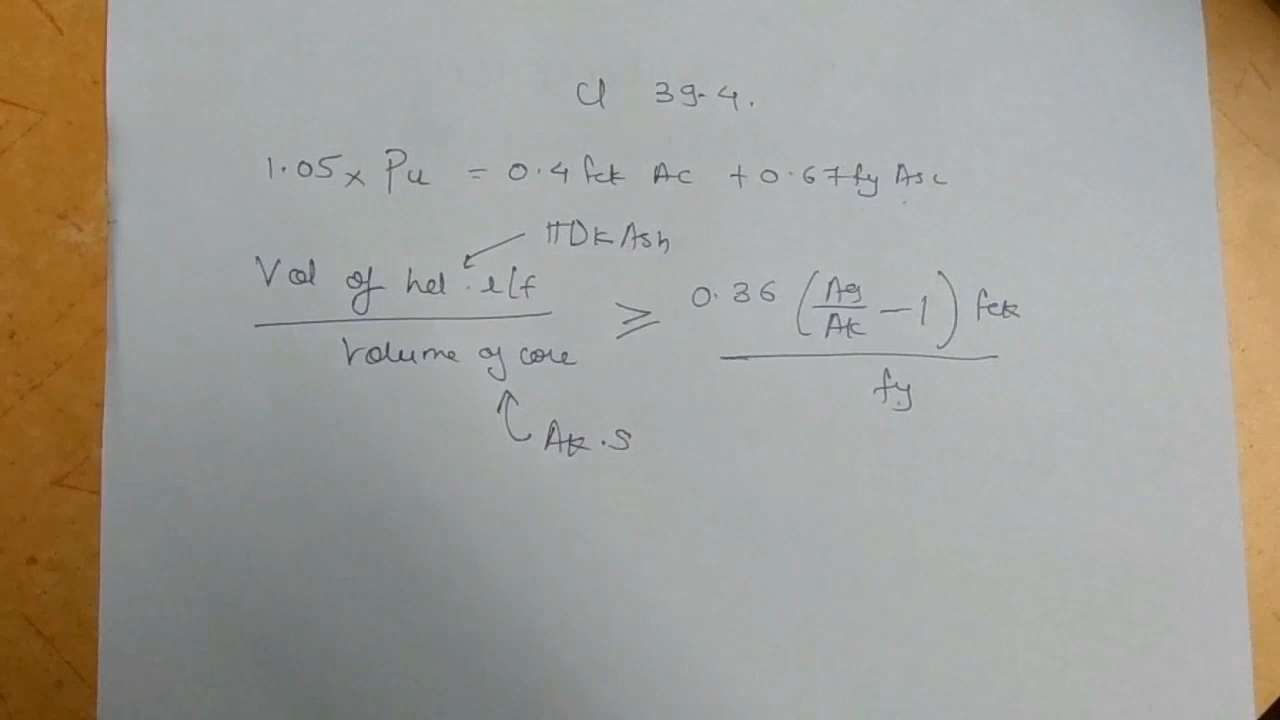 Cl 39.4.
1.05 x Pu = 0.4 fck Ac + 0.67 fy Asc
πDk Ash
Vol of hel. r/f
Volume of core
≥ 0.36 (Ag/Ak - 1) fck
fy
Ak . S